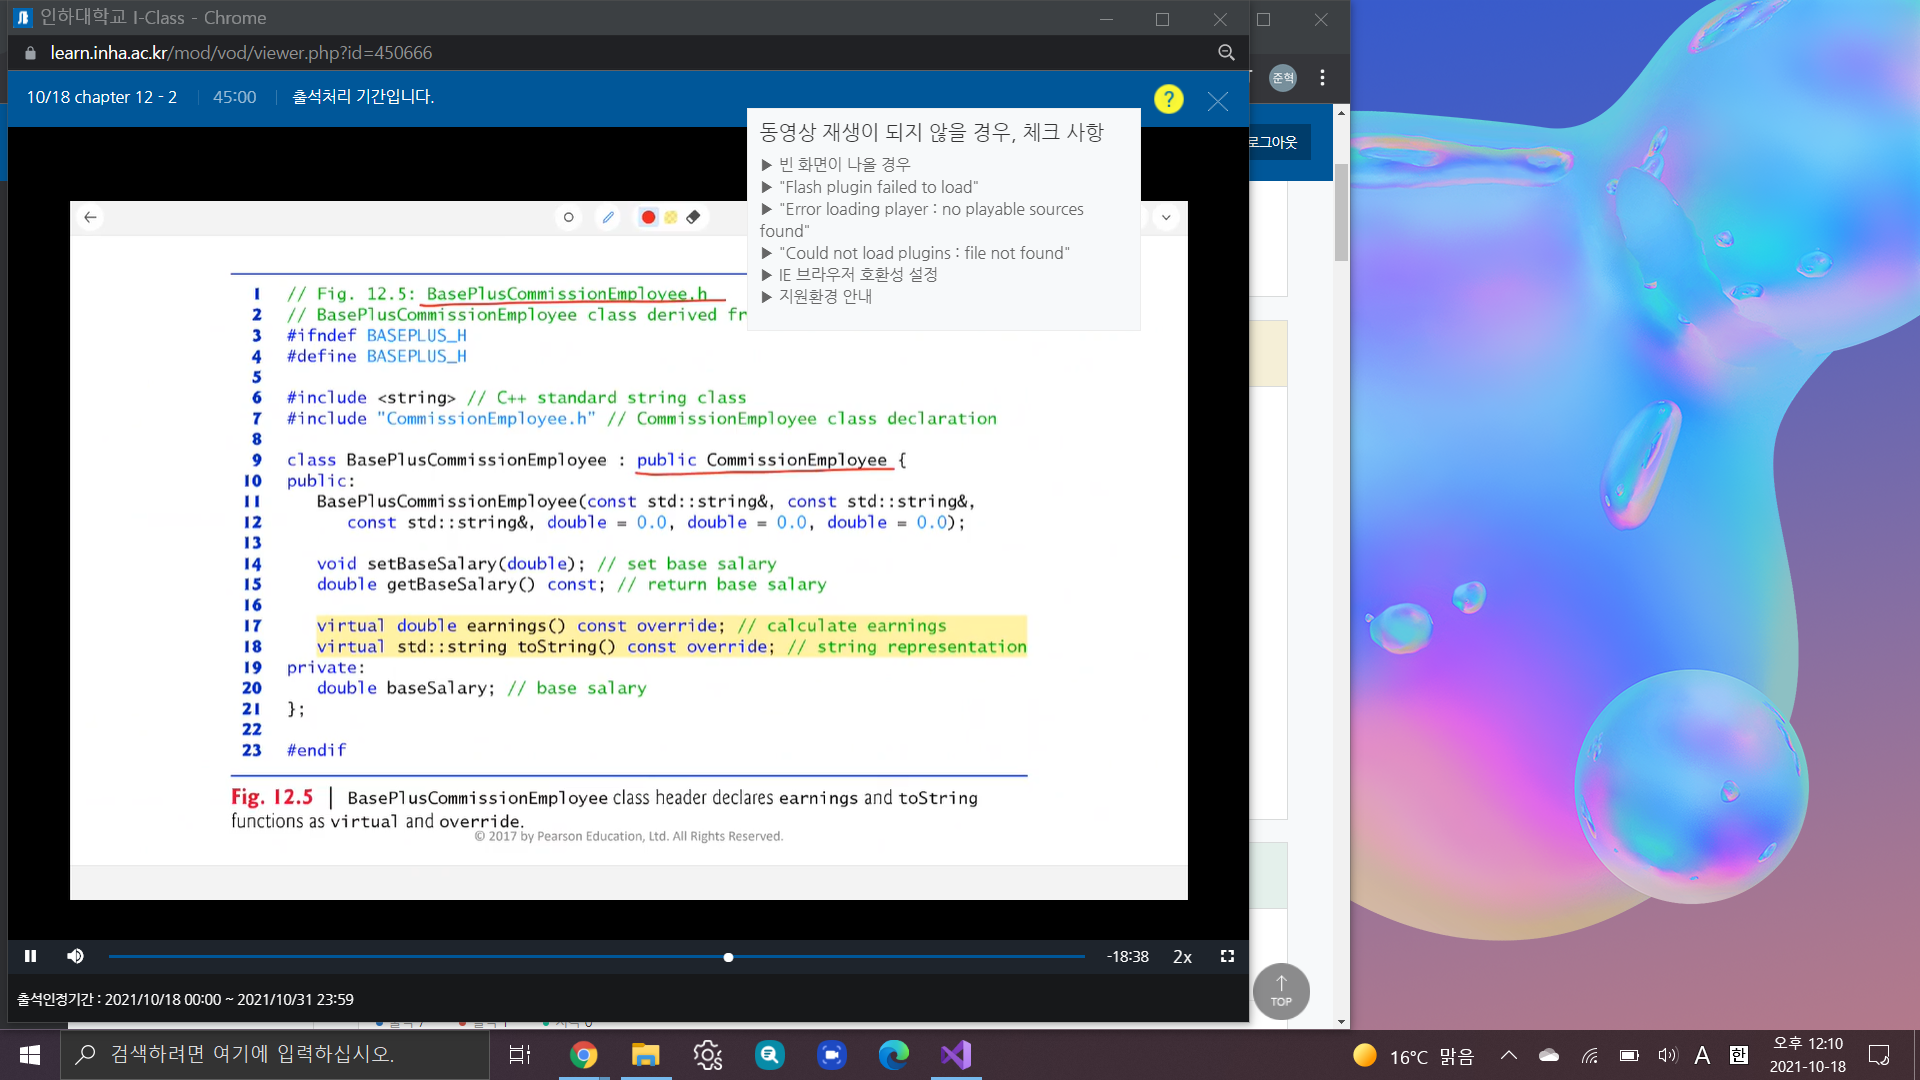 인하대학교 I-Class - Chrome
learn.inha.ac.kr/mod/vod/viewer.php?id=450666
준혁
10/18 chapter 12 - 2
45:00
출석처리 기간입니다.
?
로그아웃
동영상 재생이 되지 않을 경우, 체크 사항
▶ 빈 화면이 나올 경우
▶ "Flash plugin failed to load"
▶ "Error loading player : no playable sources
found"
▶ "Could not load plugins : file not found"
▶ IE 브라우저 호환성 설정
▶ 지원환경 안내
1 // Fig. 12.5: BasePlusCommissionEmployee.h
2 // BasePlusCommissionEmployee class derived
3 #ifndef BASEPLUS_H
4 #define BASEPLUS_H
5
6 #include <string> // C++ standard string class
7 #include "CommissionEmployee.h" // CommissionEmployee class declaration
8
9 class BasePlusCommissionEmployee : public CommissionEmployee {
10 public:
11 BasePlusCommissionEmployee(const std::string&, const std::string&,
12 const std::string&, double = 0.0, double = 0.0, double = 0.0);
13
14 void setBaseSalary(double); // set base salary
15 double getBaseSalary() const; // return base salary
16
17 virtual double earnings() const override; // calculate earnings
18 virtual std::string toString() const override; // string representation
19 private:
20 double baseSalary; // base salary
21 };
22
23 #endif
Fig. 12.5 | BasePlusCommissionEmployee class header declares earnings and toString
functions as virtual and override.
© 2017 by Pearson Education, Ltd. All Rights Reserved.
-18:38
2x
출석인정기간 : 2021/10/18 00:00 ~ 2021/10/31 23:59
TOP
검색하려면 여기에 입력하십시오.
16°C 맑음
A
한
오후 12:10
2021-10-18